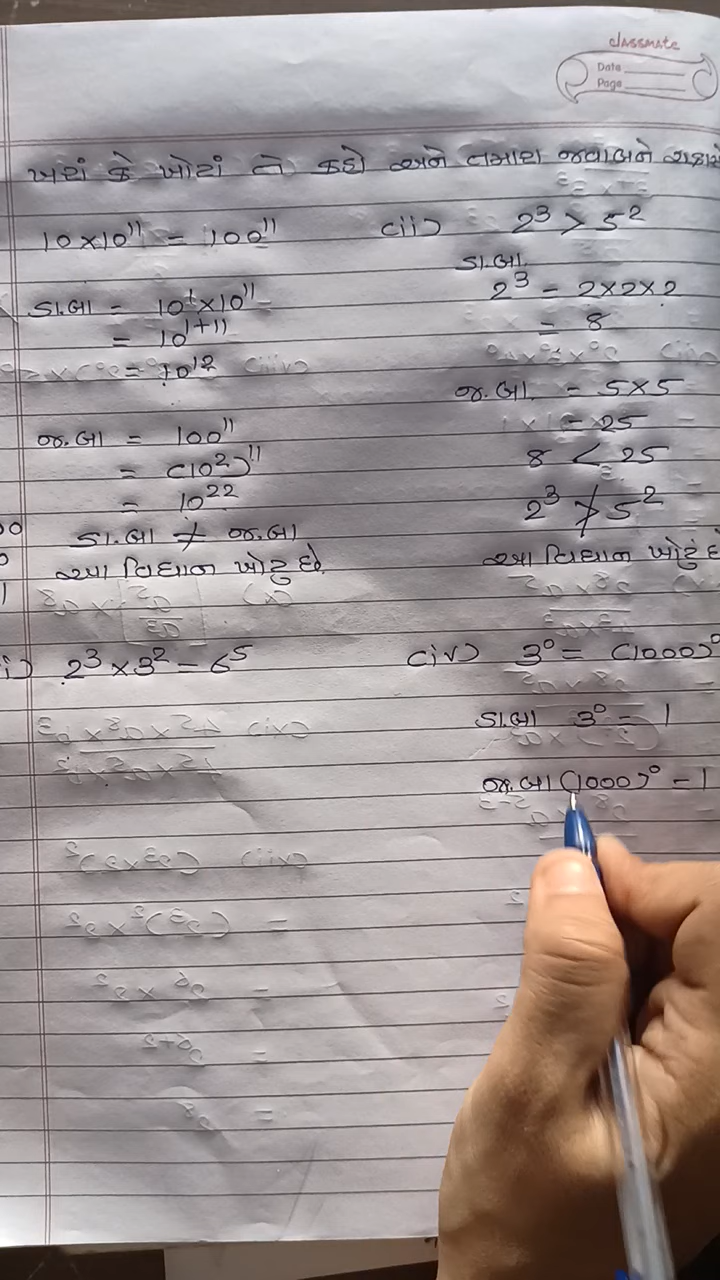 classmate
Date
Page
ખરાં કે ખોટાં તે કહો અને તમારા જવાબને
10×10¹¹ = 100¹¹
ડા.બા = 10¹×10¹¹
= 10¹⁺¹¹
= 10¹²
જ.બા = 100¹¹
= (10²)¹¹
= 10²²
ડા.બા ≠ જ.બા
આ વિધાન ખોટુ છે.
(ii) 2³ > 5²
ડા.બા.
2³ = 2×2×2
= 8
જ.બા. = 5×5
= 25
8 < 25
2³ ≯ 5²
આ વિધાન ખોટું છે
i) 2³×3² = 6⁵
(iv) 3⁰ = (1000)⁰
ડા.બા 3⁰ = 1
જ.બા (1000)⁰ = 1